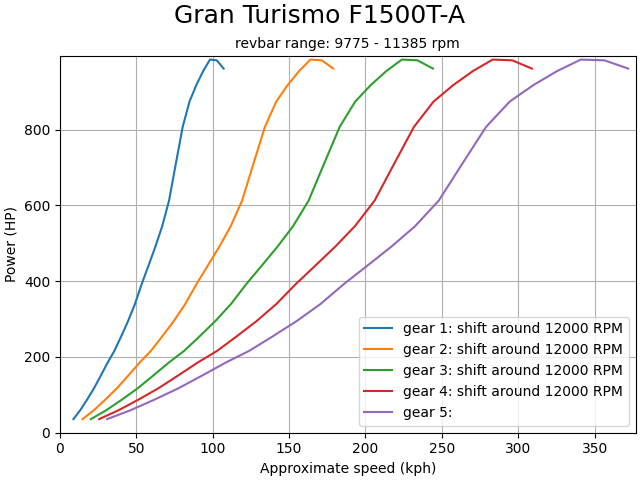 Gran Turismo F1500T-A
revbar range: 9775 - 11385 rpm
Power (HP)
800
600
400
200
0
gear 1: shift around 12000 RPM
gear 2: shift around 12000 RPM
gear 3: shift around 12000 RPM
gear 4: shift around 12000 RPM
gear 5:
0 50 100 150 200 250 300 350
Approximate speed (kph)